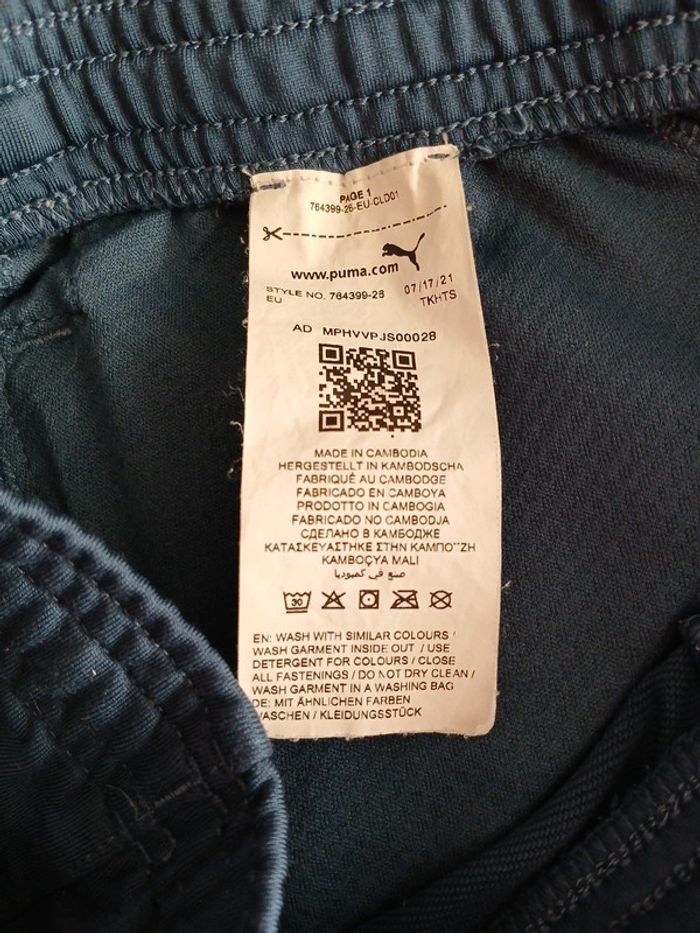 PAGE 1
764399-26-EU-CLD01
www.puma.com
STYLE NO. 764399-26 07/17/21
EU TKHTS
AD MPHVVPJS00028
MADE IN CAMBODIA
HERGESTELLT IN KAMBODSCHA
FABRIQUÉ AU CAMBODGE
FABRICADO EN CAMBOYA
PRODOTTO IN CAMBOGIA
FABRICADO NO CAMBODJA
СДЕЛАНО В КАМБОДЖЕ
ΚΑΤΑΣΚΕΥΑΣΤΗΚΕ ΣΤΗΝ ΚΑΜΠΟ¨ΖΗ
KAMBOÇYA MALI
صنع في كمبوديا
30
EN: WASH WITH SIMILAR COLOURS /
WASH GARMENT INSIDE OUT / USE
DETERGENT FOR COLOURS / CLOSE
ALL FASTENINGS / DO NOT DRY CLEAN /
WASH GARMENT IN A WASHING BAG
DE: MIT ÄHNLICHEN FARBEN
WASCHEN / KLEIDUNGSSTÜCK